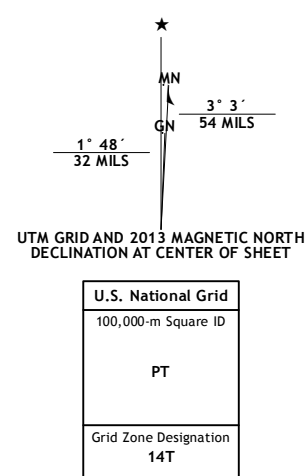 ★
MN
3° 3´
54 MILS
GN
1° 48´
32 MILS
UTM GRID AND 2013 MAGNETIC NORTH
DECLINATION AT CENTER OF SHEET
U.S. National Grid
100,000-m Square ID
PT
Grid Zone Designation
14T